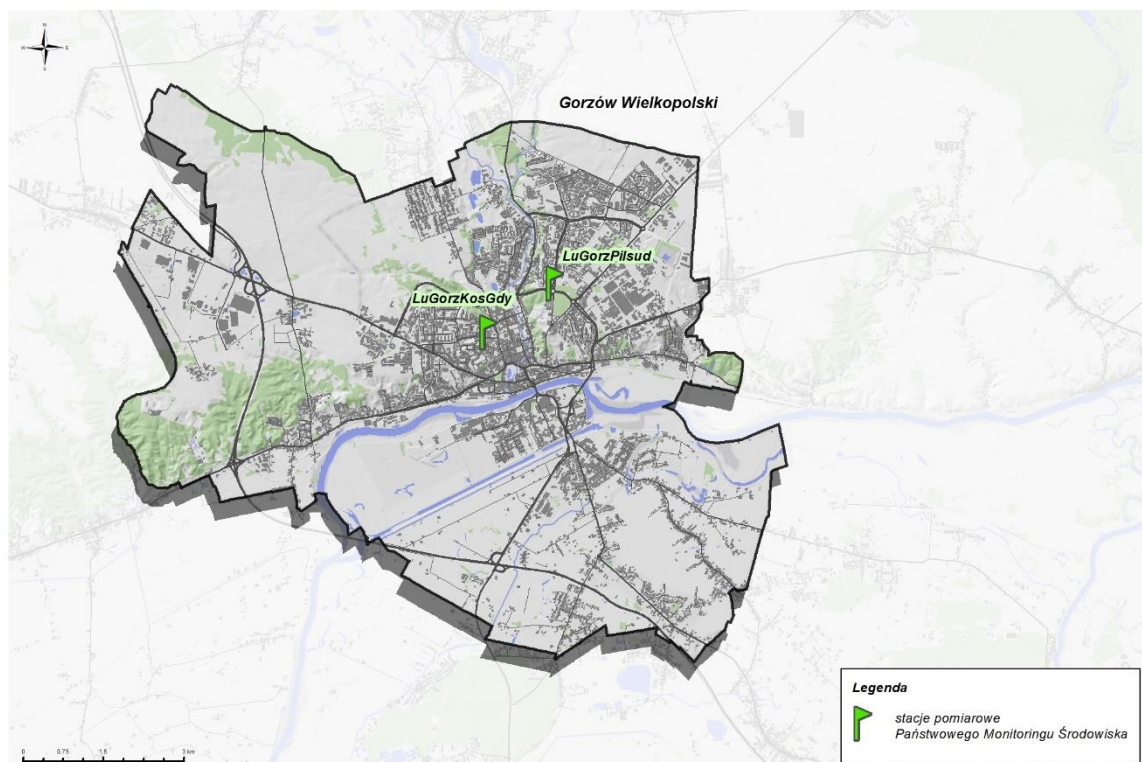 N
W E
S
Gorzów Wielkopolski
LuGorzPilsud
LuGorzKosGdy
Legenda
stacje pomiarowe
Państwowego Monitoringu Środowiska
0 0.75 1.5 3 km